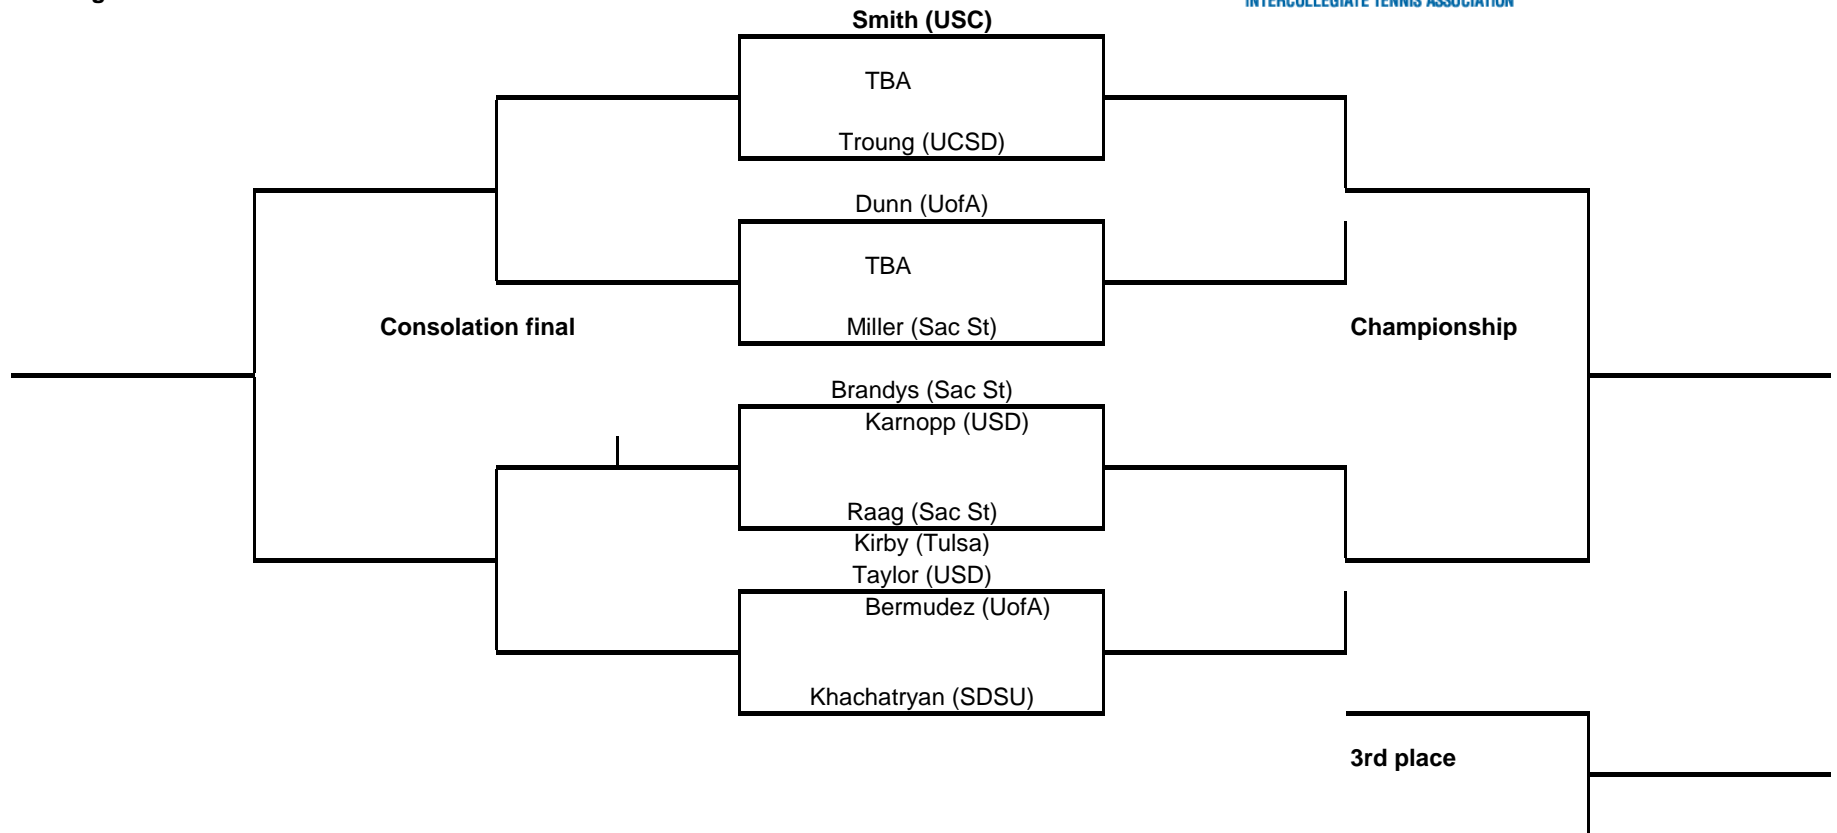 INTERCOLLEGIATE TENNIS ASSOCIATION
Smith (USC)
TBA
Troung (UCSD)
Dunn (UofA)
TBA
Consolation final
Miller (Sac St)
Championship
Brandys (Sac St)
Karnopp (USD)
Raag (Sac St)
Kirby (Tulsa)
Taylor (USD)
Bermudez (UofA)
Khachatryan (SDSU)
3rd place